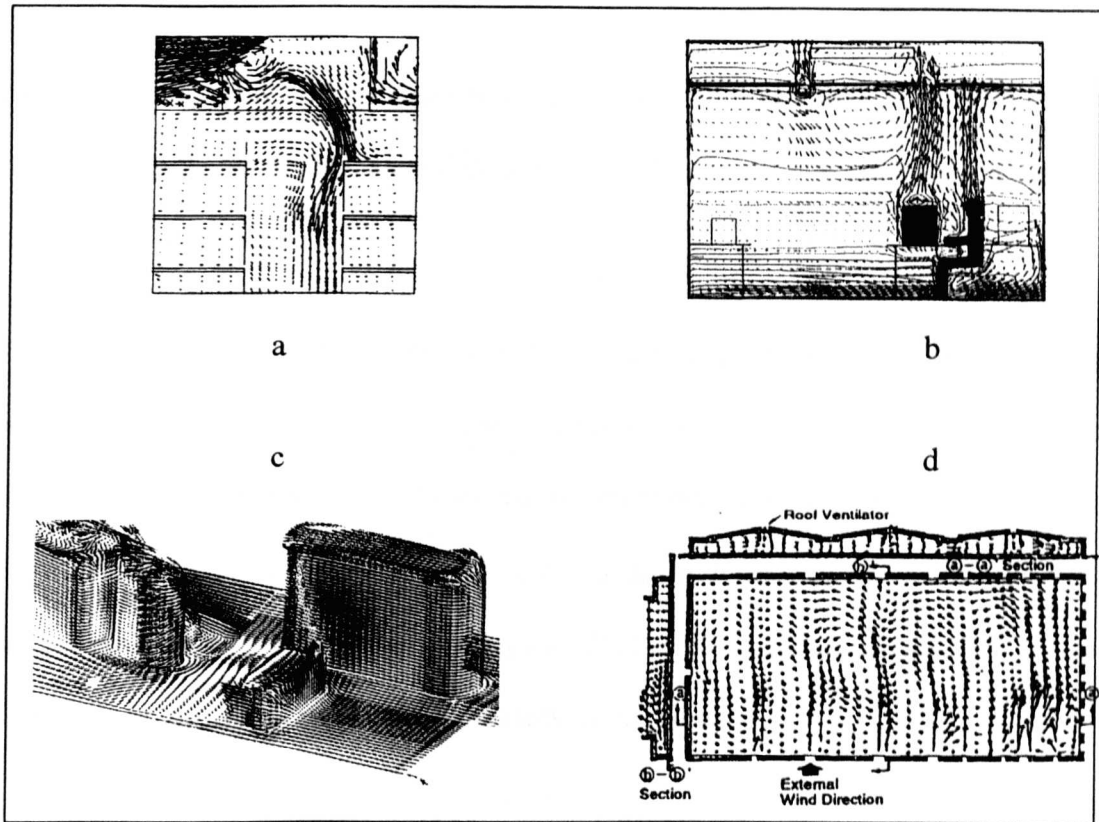 a
b
c
d
Roof Ventilator
b
a – a Section
a
a
b – b
Section
External
Wind Direction